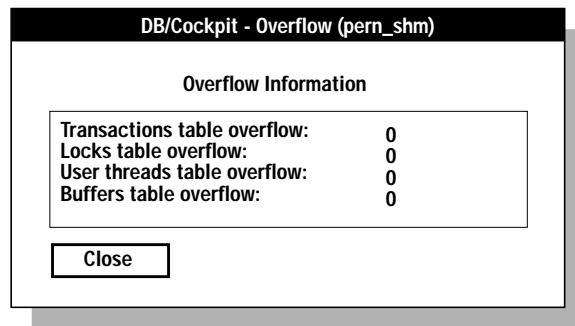 DB/Cockpit - Overflow (pern_shm)
Overflow Information
Transactions table overflow: 0
Locks table overflow: 0
User threads table overflow: 0
Buffers table overflow: 0
Close